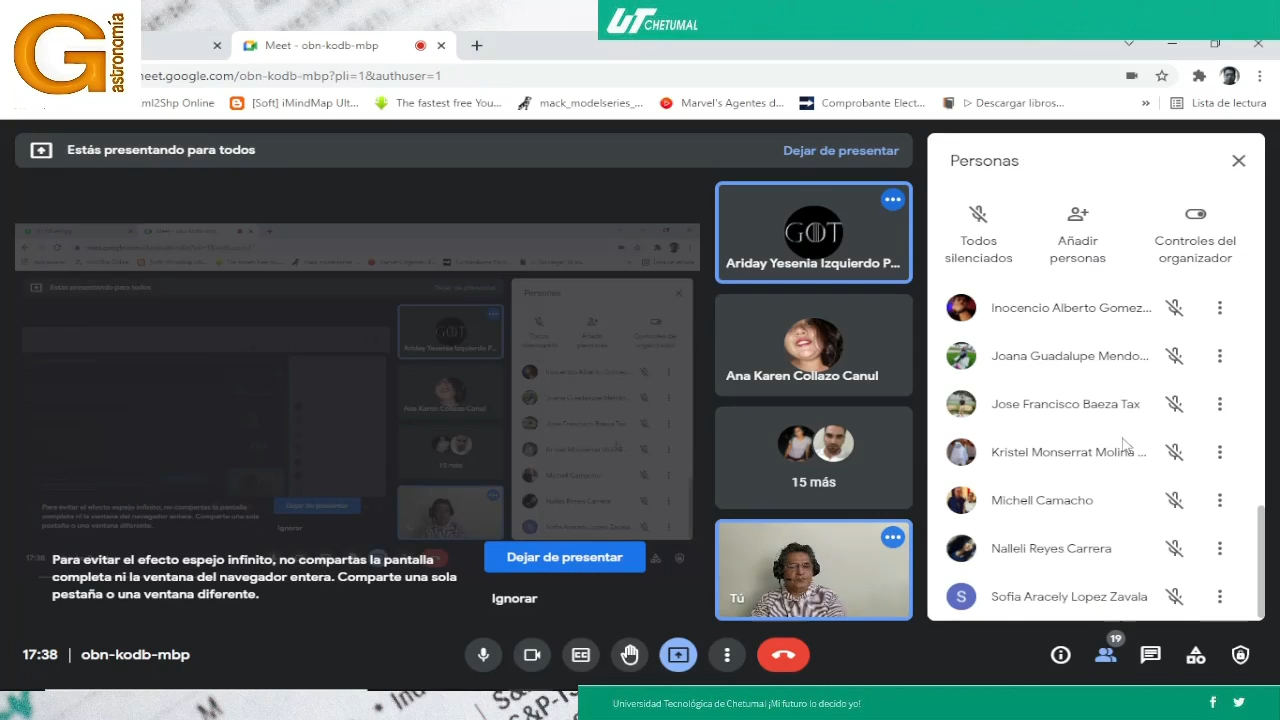 Gastronomía
UT CHETUMAL
Meet - obn-kodb-mbp
meet.google.com/obn-kodb-mbp?pli=1&authuser=1
ml2Shp Online
[Soft] iMindMap Ult...
The fastest free You...
mack_modelseries_...
Marvel's Agentes d...
Comprobante Elect...
▷ Descargar libros...
»
Lista de lectura
Estás presentando para todos
Dejar de presentar
Personas
Todos silenciados
Añadir personas
Controles del organizador
GOT
Ariday Yesenia Izquierdo P...
Ana Karen Collazo Canul
15 más
Tú
Inocencio Alberto Gomez...
Joana Guadalupe Mendo...
Jose Francisco Baeza Tax
Kristel Monserrat Molina ...
Michell Camacho
Nalleli Reyes Carrera
S Sofia Aracely Lopez Zavala
Para evitar el efecto espejo infinito, no compartas la pantalla
completa ni la ventana del navegador entera. Comparte una sola
pestaña o una ventana diferente.
Dejar de presentar
Ignorar
17:38 | obn-kodb-mbp
19
Universidad Tecnológica de Chetumal ¡Mi futuro lo decido yo!